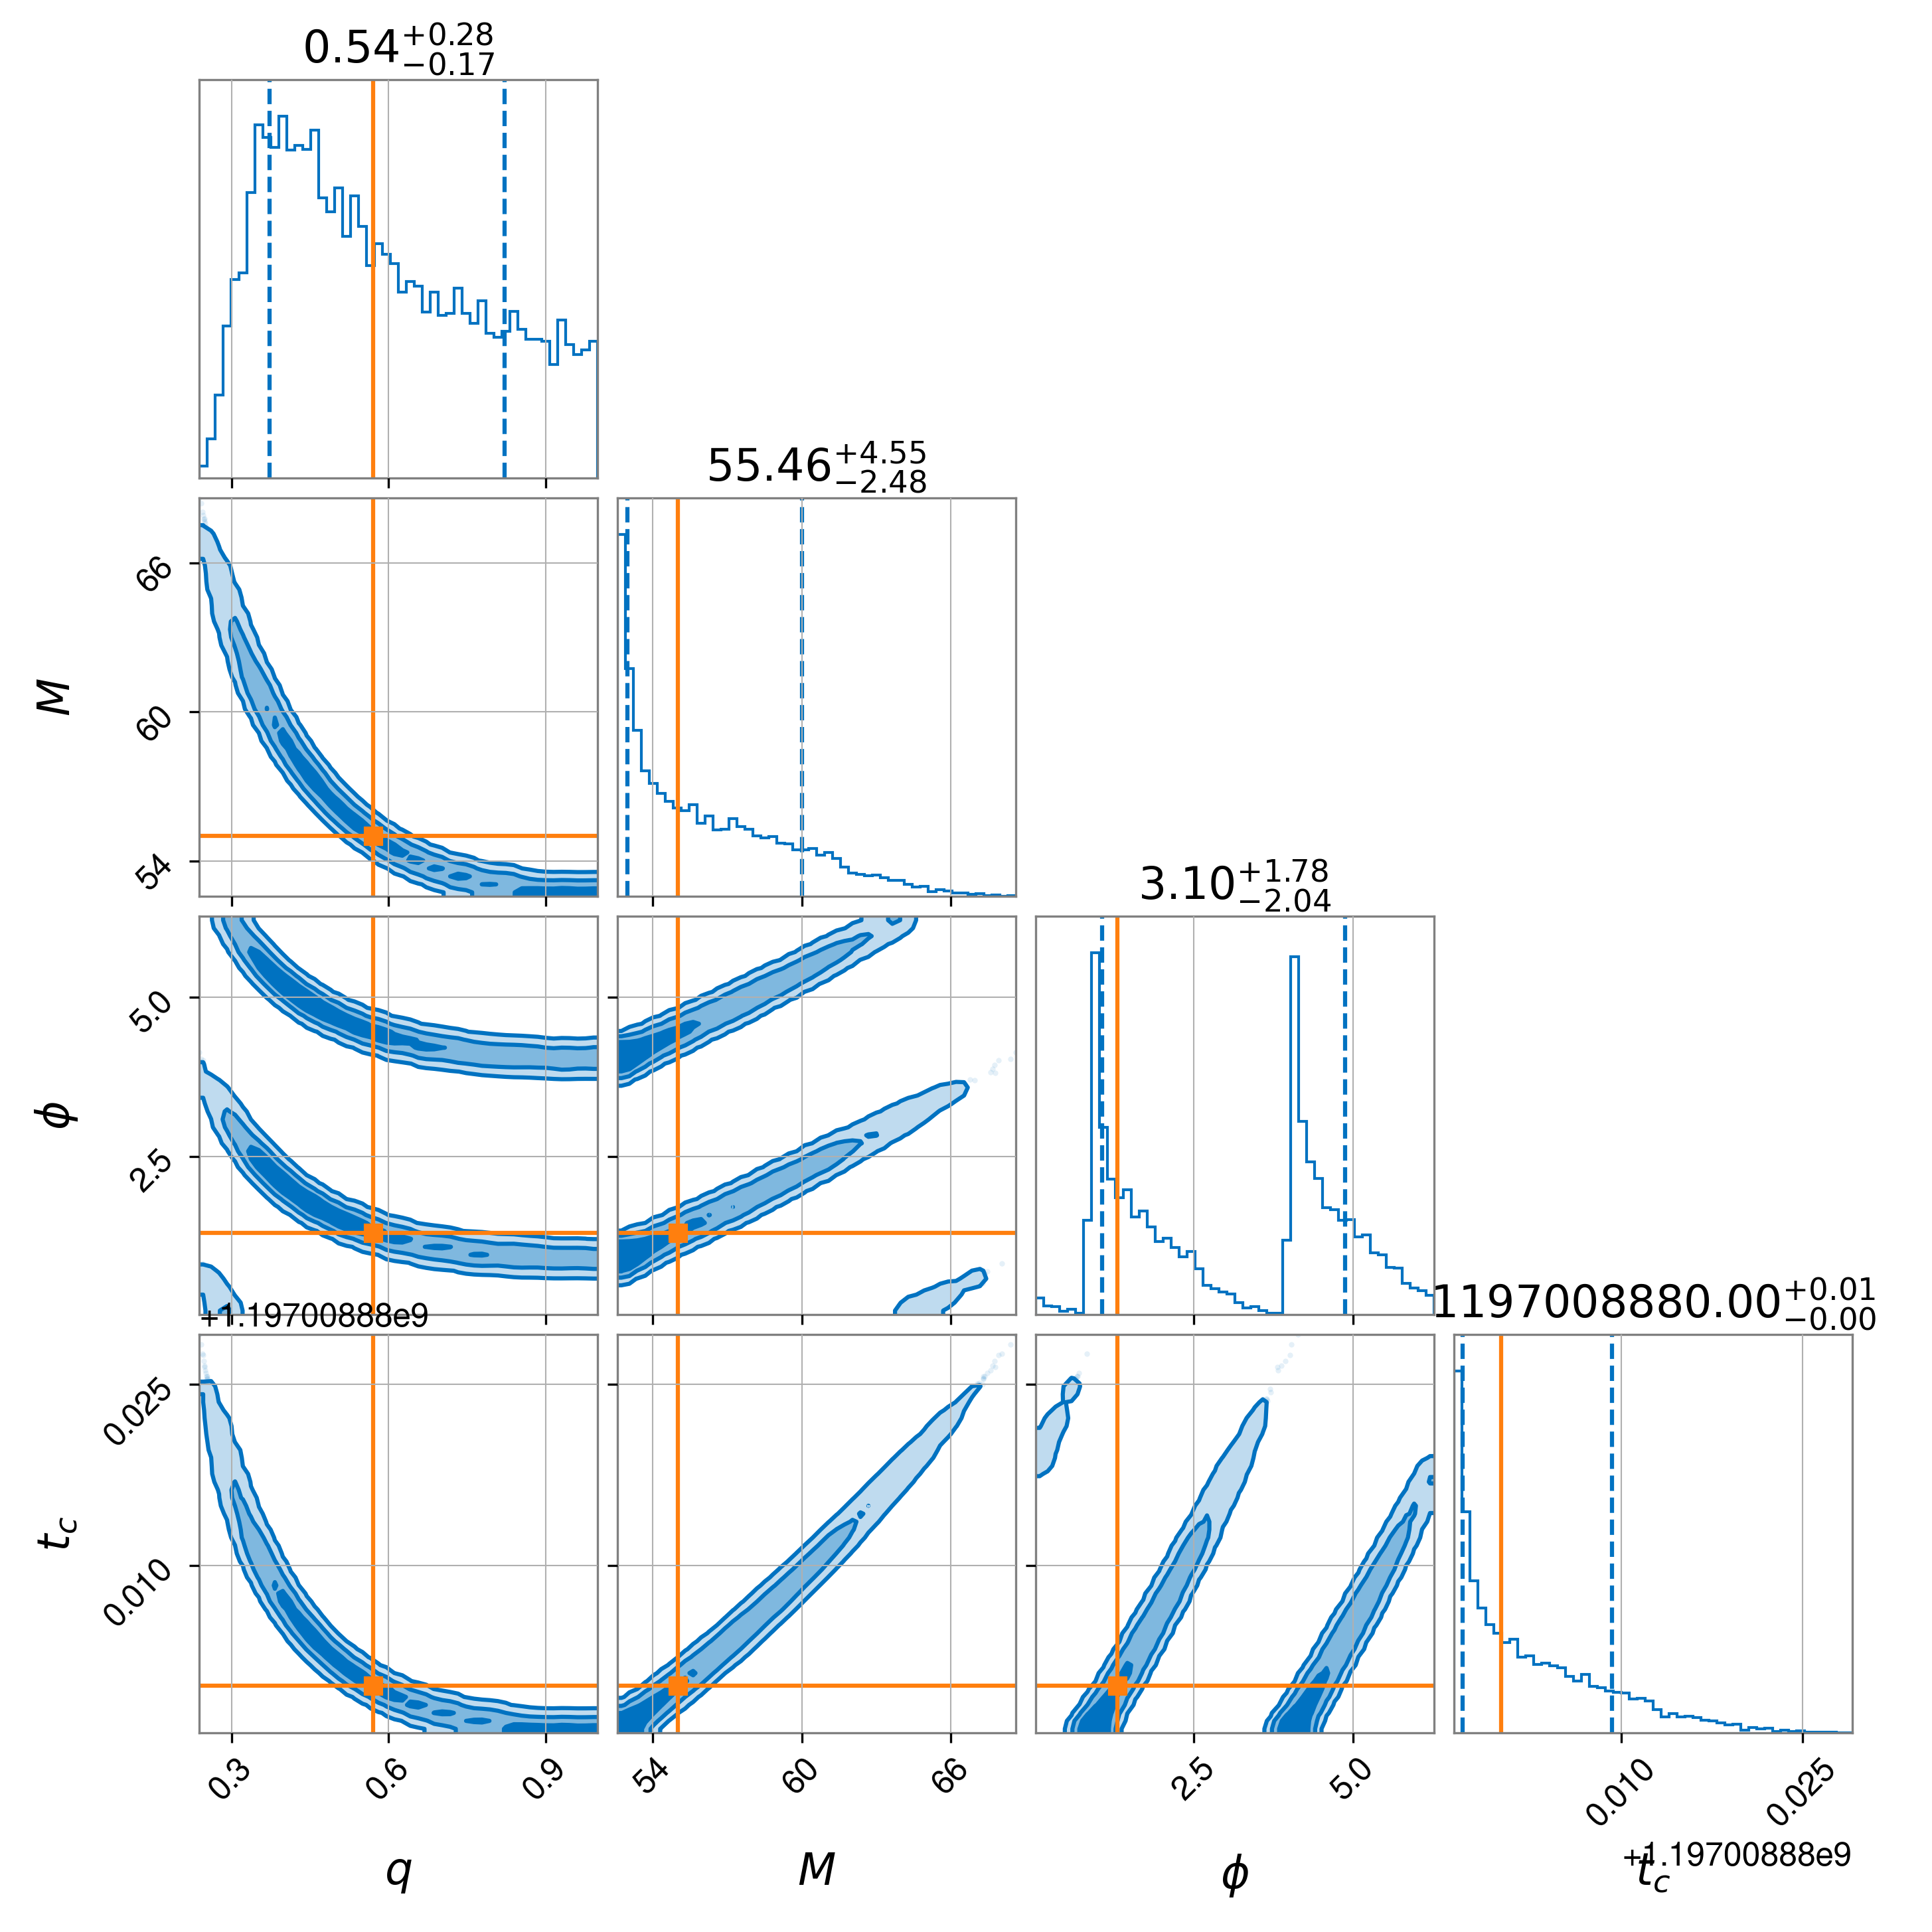 0.54+0.28−0.17
55.46+4.55−2.48
M
66
60
54
3.10+1.78−2.04
ϕ
5.0
2.5
+1.19700888e9
1197008880.00+0.01−0.00
t_c
0.025
0.010
0.3 0.6 0.9 54 60 66 2.5 5.0 0.010 0.025
+1.19700888e9
q M ϕ t_c